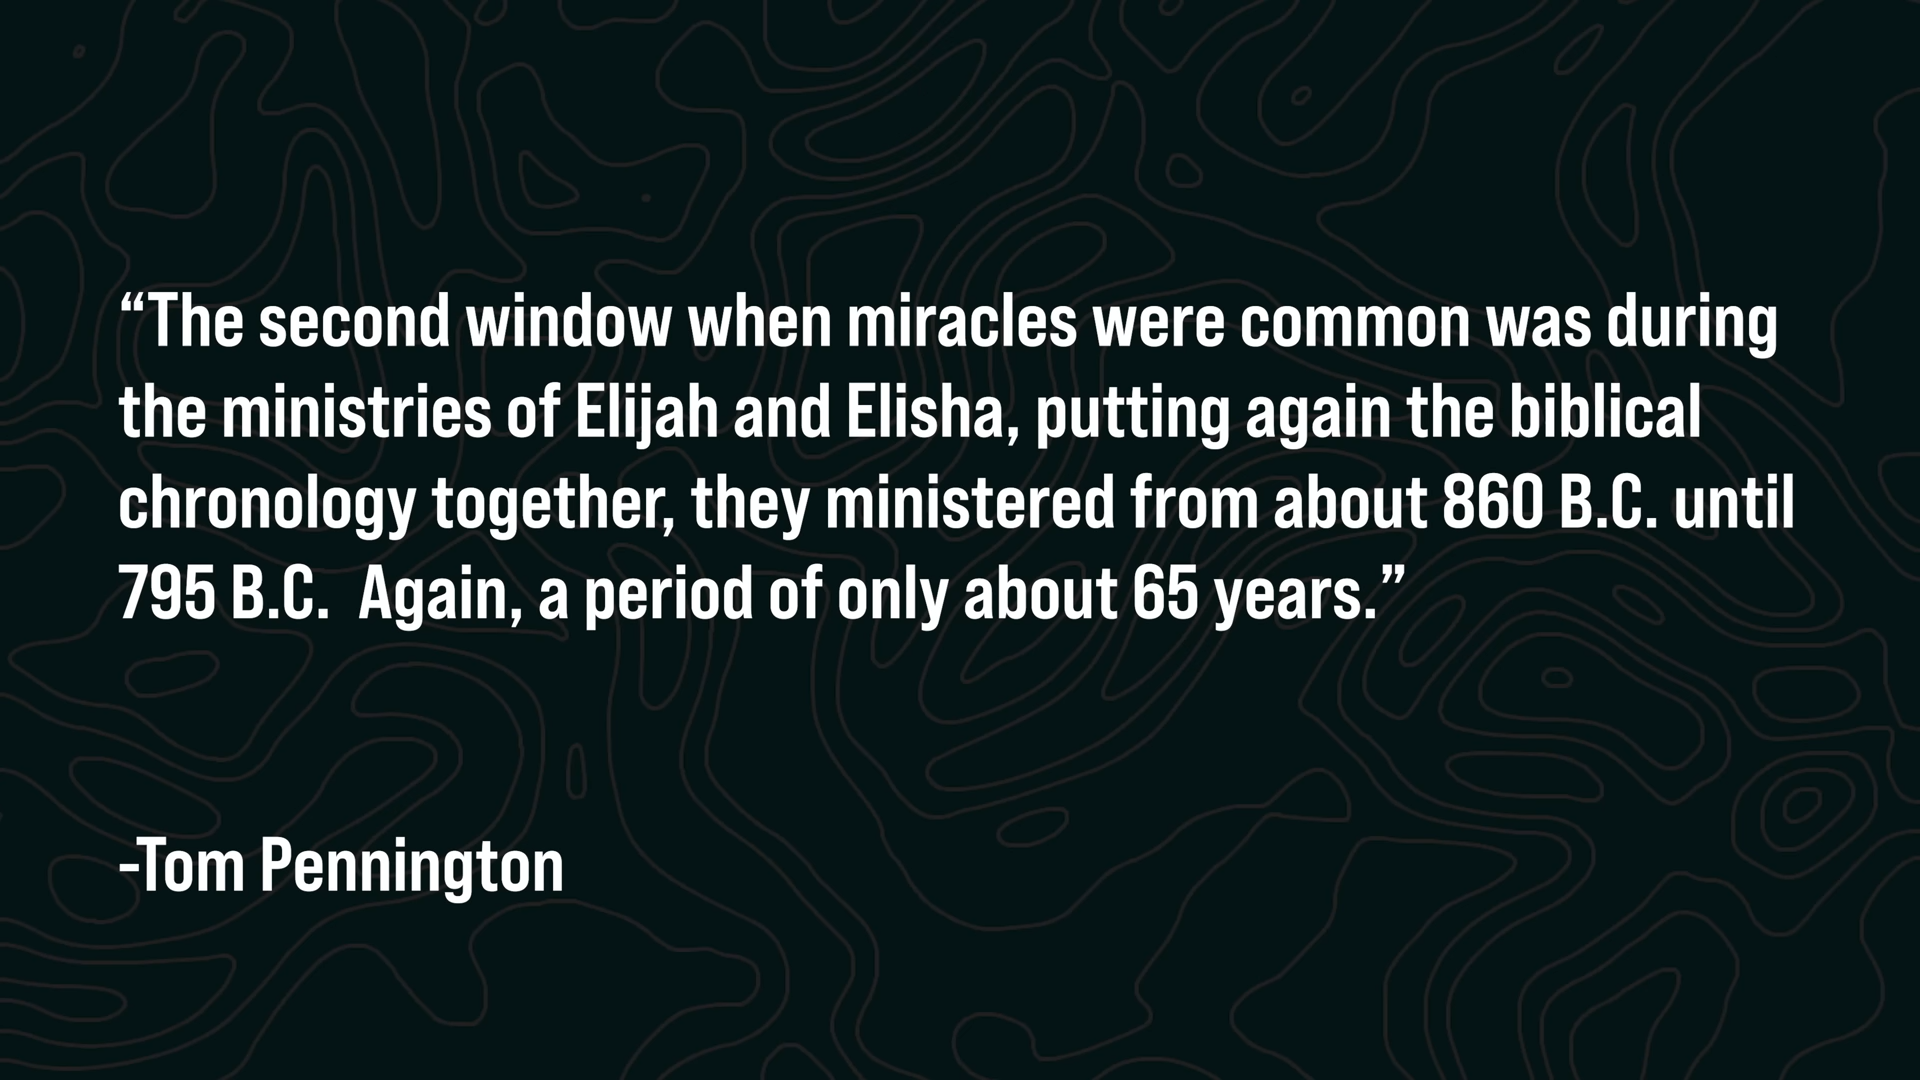 “The second window when miracles were common was during
the ministries of Elijah and Elisha, putting again the biblical
chronology together, they ministered from about 860 B.C. until
795 B.C.  Again, a period of only about 65 years.”
-Tom Pennington